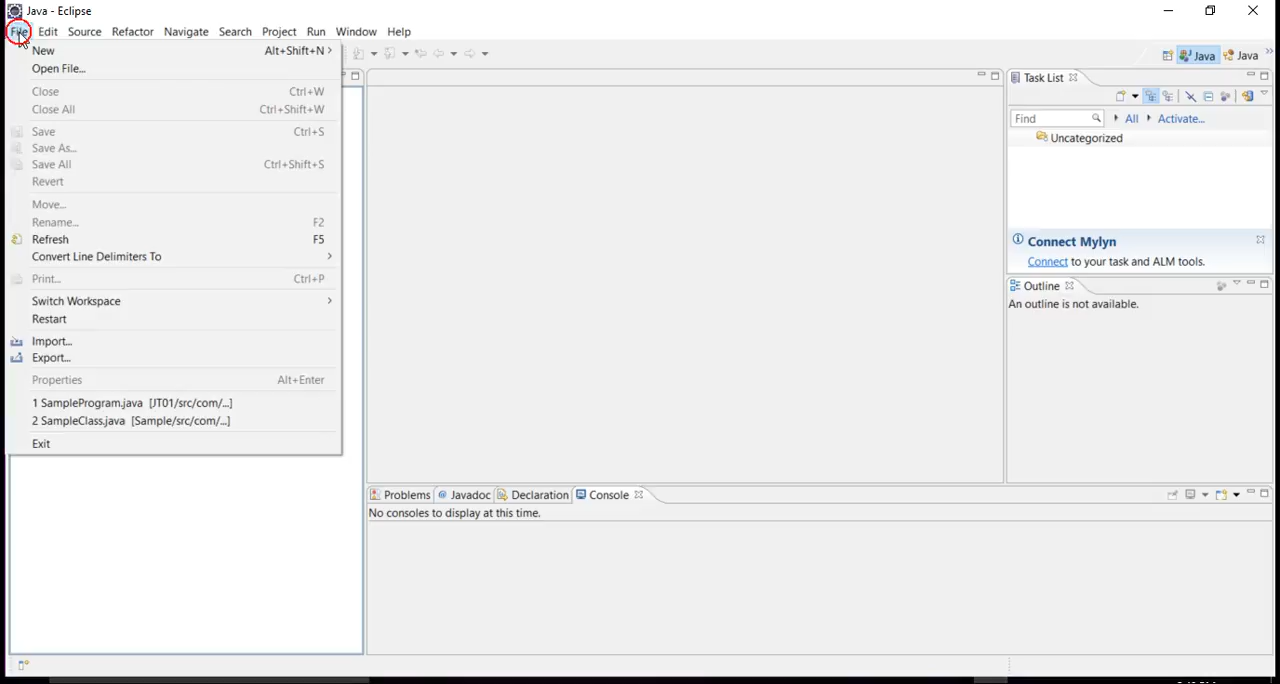 Java - Eclipse
File Edit Source Refactor Navigate Search Project Run Window Help
New Alt+Shift+N
Open File...
Close Ctrl+W
Close All Ctrl+Shift+W
Save Ctrl+S
Save As...
Save All Ctrl+Shift+S
Revert
Move...
Rename... F2
Refresh F5
Convert Line Delimiters To
Print... Ctrl+P
Switch Workspace
Restart
Import...
Export...
Properties Alt+Enter
1 SampleProgram.java [JT01/src/com/...]
2 SampleClass.java [Sample/src/com/...]
Exit
Java Java
Task List
Find All Activate...
Uncategorized
Connect Mylyn
Connect to your task and ALM tools.
Outline
An outline is not available.
Problems Javadoc Declaration Console
No consoles to display at this time.